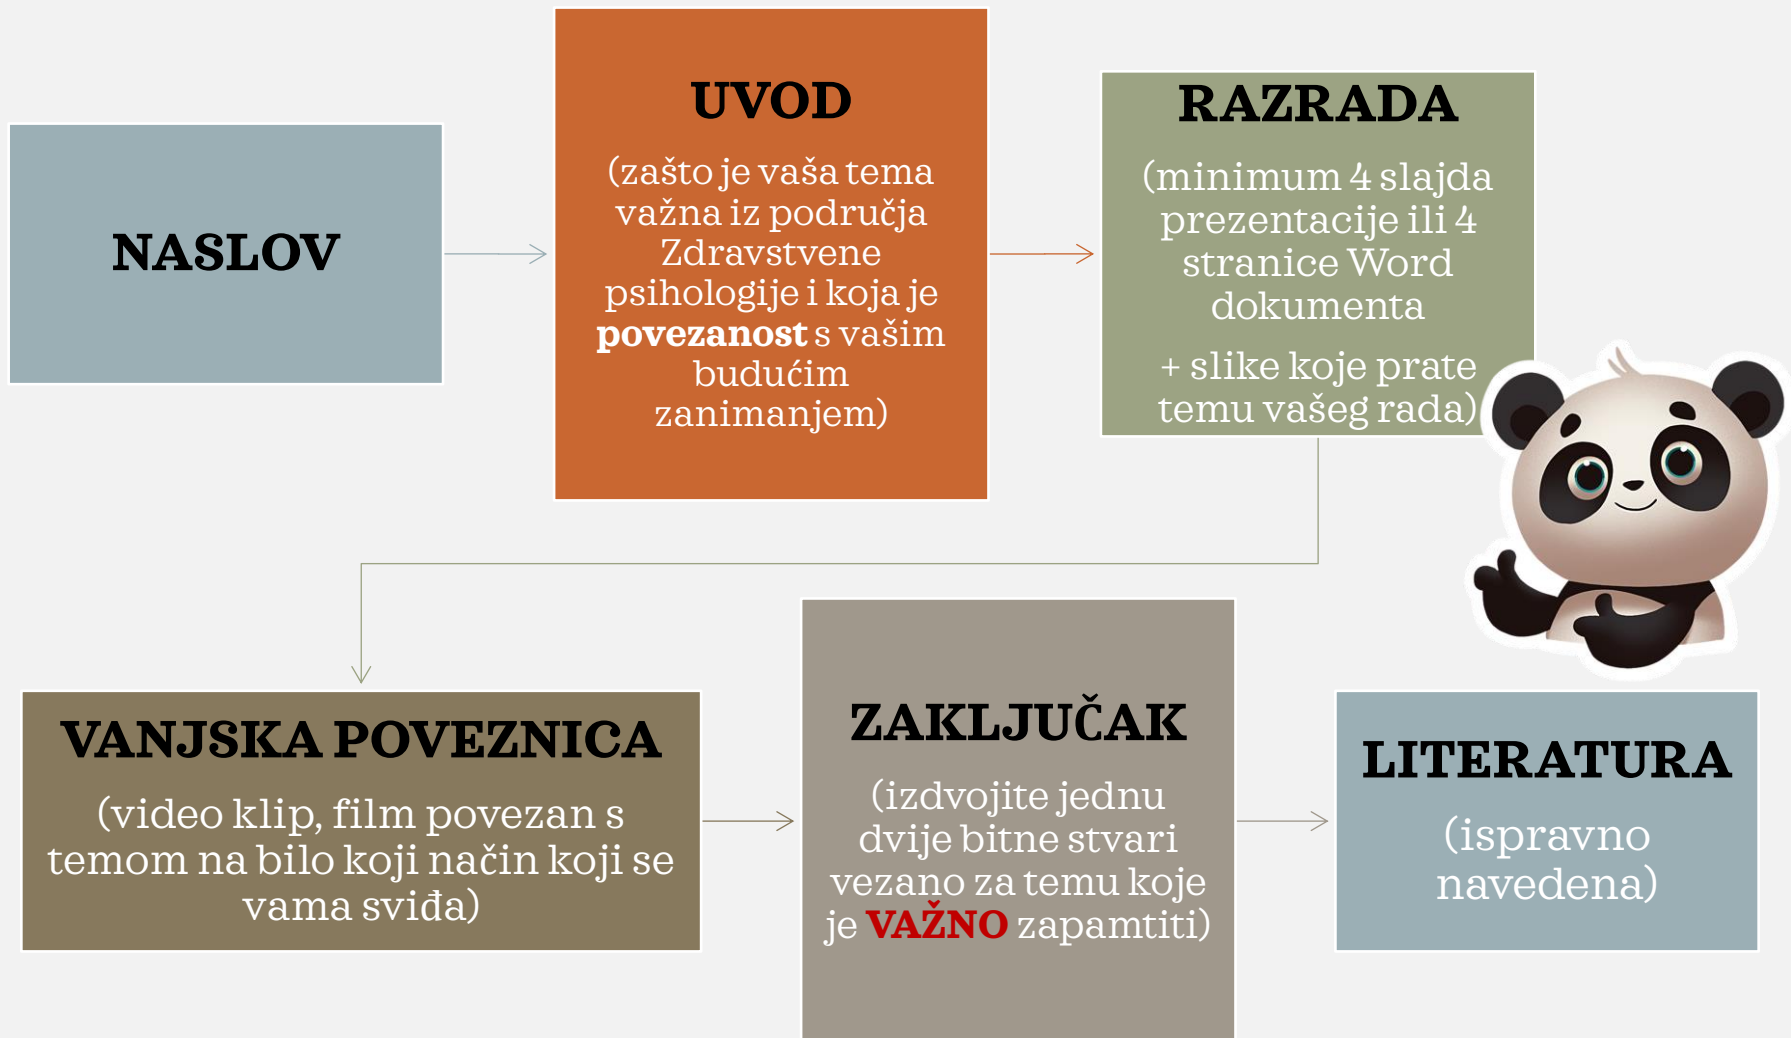 NASLOV
UVOD
(zašto je vaša tema
važna iz područja
Zdravstvene
psihologije i koja je
povezanost s vašim
budućim
zanimanjem)
RAZRADA
(minimum 4 slajda
prezentacije ili 4
stranice Word
dokumenta
+ slike koje prate
temu vašeg rada)
VANJSKA POVEZNICA
(video klip, film povezan s
temom na bilo koji način koji se
vama sviđa)
ZAKLJUČAK
(izdvojite jednu
dvije bitne stvari
vezano za temu koje
je VAŽNO zapamtiti)
LITERATURA
(ispravno
navedena)